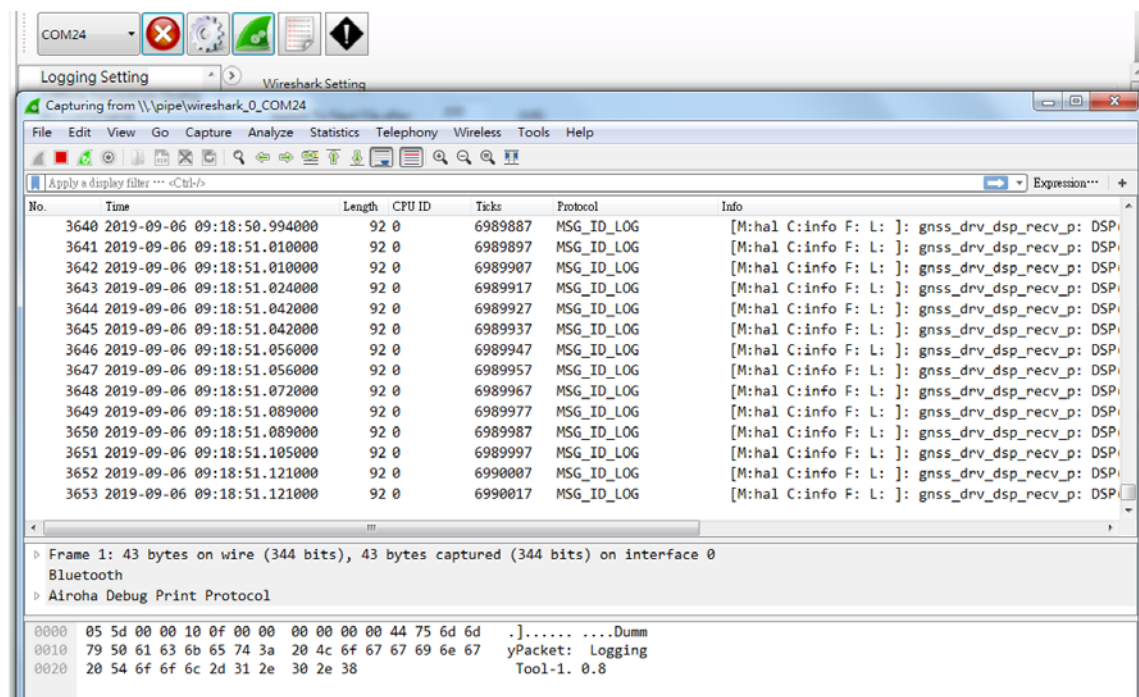 COM24
Logging Setting
Wireshark Setting
Capturing from \\.\pipe\wireshark_0_COM24
File Edit View Go Capture Analyze Statistics Telephony Wireless Tools Help
Apply a display filter ··· <Ctrl-/>
Expression··· +
No. Time Length CPU ID Ticks Protocol Info
3640 2019-09-06 09:18:50.994000 92 0 6989887 MSG_ID_LOG [M:hal C:info F: L: ]: gnss_drv_dsp_recv_p: DSP(
3641 2019-09-06 09:18:51.010000 92 0 6989897 MSG_ID_LOG [M:hal C:info F: L: ]: gnss_drv_dsp_recv_p: DSP(
3642 2019-09-06 09:18:51.010000 92 0 6989907 MSG_ID_LOG [M:hal C:info F: L: ]: gnss_drv_dsp_recv_p: DSP(
3643 2019-09-06 09:18:51.024000 92 0 6989917 MSG_ID_LOG [M:hal C:info F: L: ]: gnss_drv_dsp_recv_p: DSP(
3644 2019-09-06 09:18:51.042000 92 0 6989927 MSG_ID_LOG [M:hal C:info F: L: ]: gnss_drv_dsp_recv_p: DSP(
3645 2019-09-06 09:18:51.042000 92 0 6989937 MSG_ID_LOG [M:hal C:info F: L: ]: gnss_drv_dsp_recv_p: DSP(
3646 2019-09-06 09:18:51.056000 92 0 6989947 MSG_ID_LOG [M:hal C:info F: L: ]: gnss_drv_dsp_recv_p: DSP(
3647 2019-09-06 09:18:51.056000 92 0 6989957 MSG_ID_LOG [M:hal C:info F: L: ]: gnss_drv_dsp_recv_p: DSP(
3648 2019-09-06 09:18:51.072000 92 0 6989967 MSG_ID_LOG [M:hal C:info F: L: ]: gnss_drv_dsp_recv_p: DSP(
3649 2019-09-06 09:18:51.089000 92 0 6989977 MSG_ID_LOG [M:hal C:info F: L: ]: gnss_drv_dsp_recv_p: DSP(
3650 2019-09-06 09:18:51.089000 92 0 6989987 MSG_ID_LOG [M:hal C:info F: L: ]: gnss_drv_dsp_recv_p: DSP(
3651 2019-09-06 09:18:51.105000 92 0 6989997 MSG_ID_LOG [M:hal C:info F: L: ]: gnss_drv_dsp_recv_p: DSP(
3652 2019-09-06 09:18:51.121000 92 0 6990007 MSG_ID_LOG [M:hal C:info F: L: ]: gnss_drv_dsp_recv_p: DSP(
3653 2019-09-06 09:18:51.121000 92 0 6990017 MSG_ID_LOG [M:hal C:info F: L: ]: gnss_drv_dsp_recv_p: DSP(
Frame 1: 43 bytes on wire (344 bits), 43 bytes captured (344 bits) on interface 0
Bluetooth
Airoha Debug Print Protocol
0000 05 5d 00 00 10 0f 00 00 00 00 00 00 44 75 6d 6d .]...... ....Dumm
0010 79 50 61 63 6b 65 74 3a 20 4c 6f 67 67 69 6e 67 yPacket: Logging
0020 20 54 6f 6f 6c 2d 31 2e 30 2e 38 Tool-1. 0.8